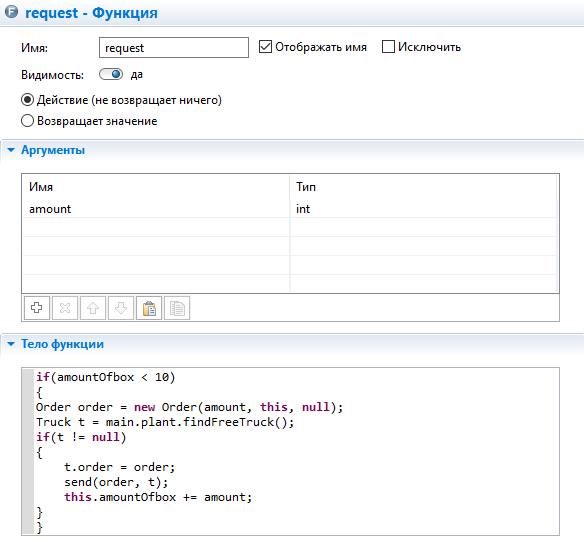 request - Функция
Имя: request Отображать имя Исключить
Видимость: да
Действие (не возвращает ничего)
Возвращает значение
Аргументы
Имя Тип
amount int
Тело функции
if(amountOfbox < 10)
{
Order order = new Order(amount, this, null);
Truck t = main.plant.findFreeTruck();
if(t != null)
{
    t.order = order;
    send(order, t);
    this.amountOfbox += amount;
}
}